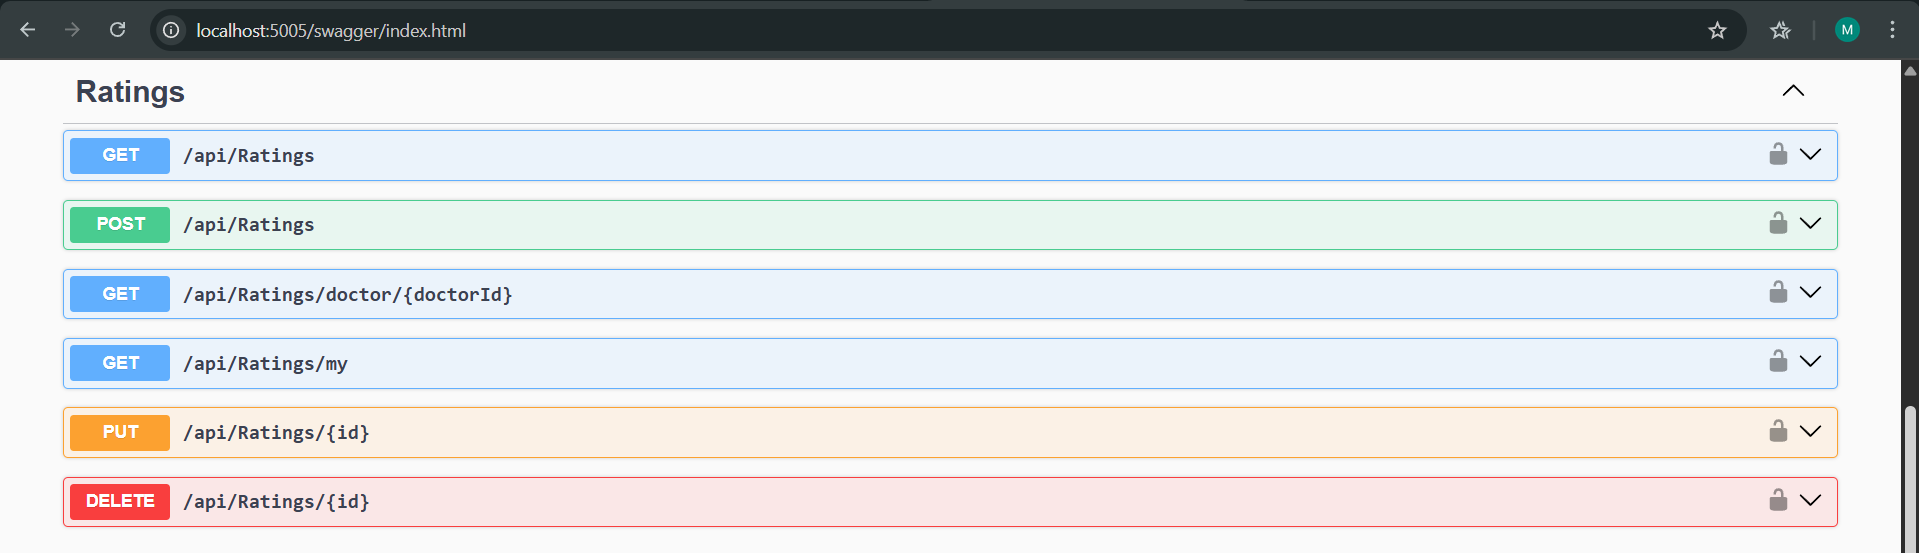 localhost:5005/swagger/index.html
M
Ratings
GET /api/Ratings
POST /api/Ratings
GET /api/Ratings/doctor/{doctorId}
GET /api/Ratings/my
PUT /api/Ratings/{id}
DELETE /api/Ratings/{id}